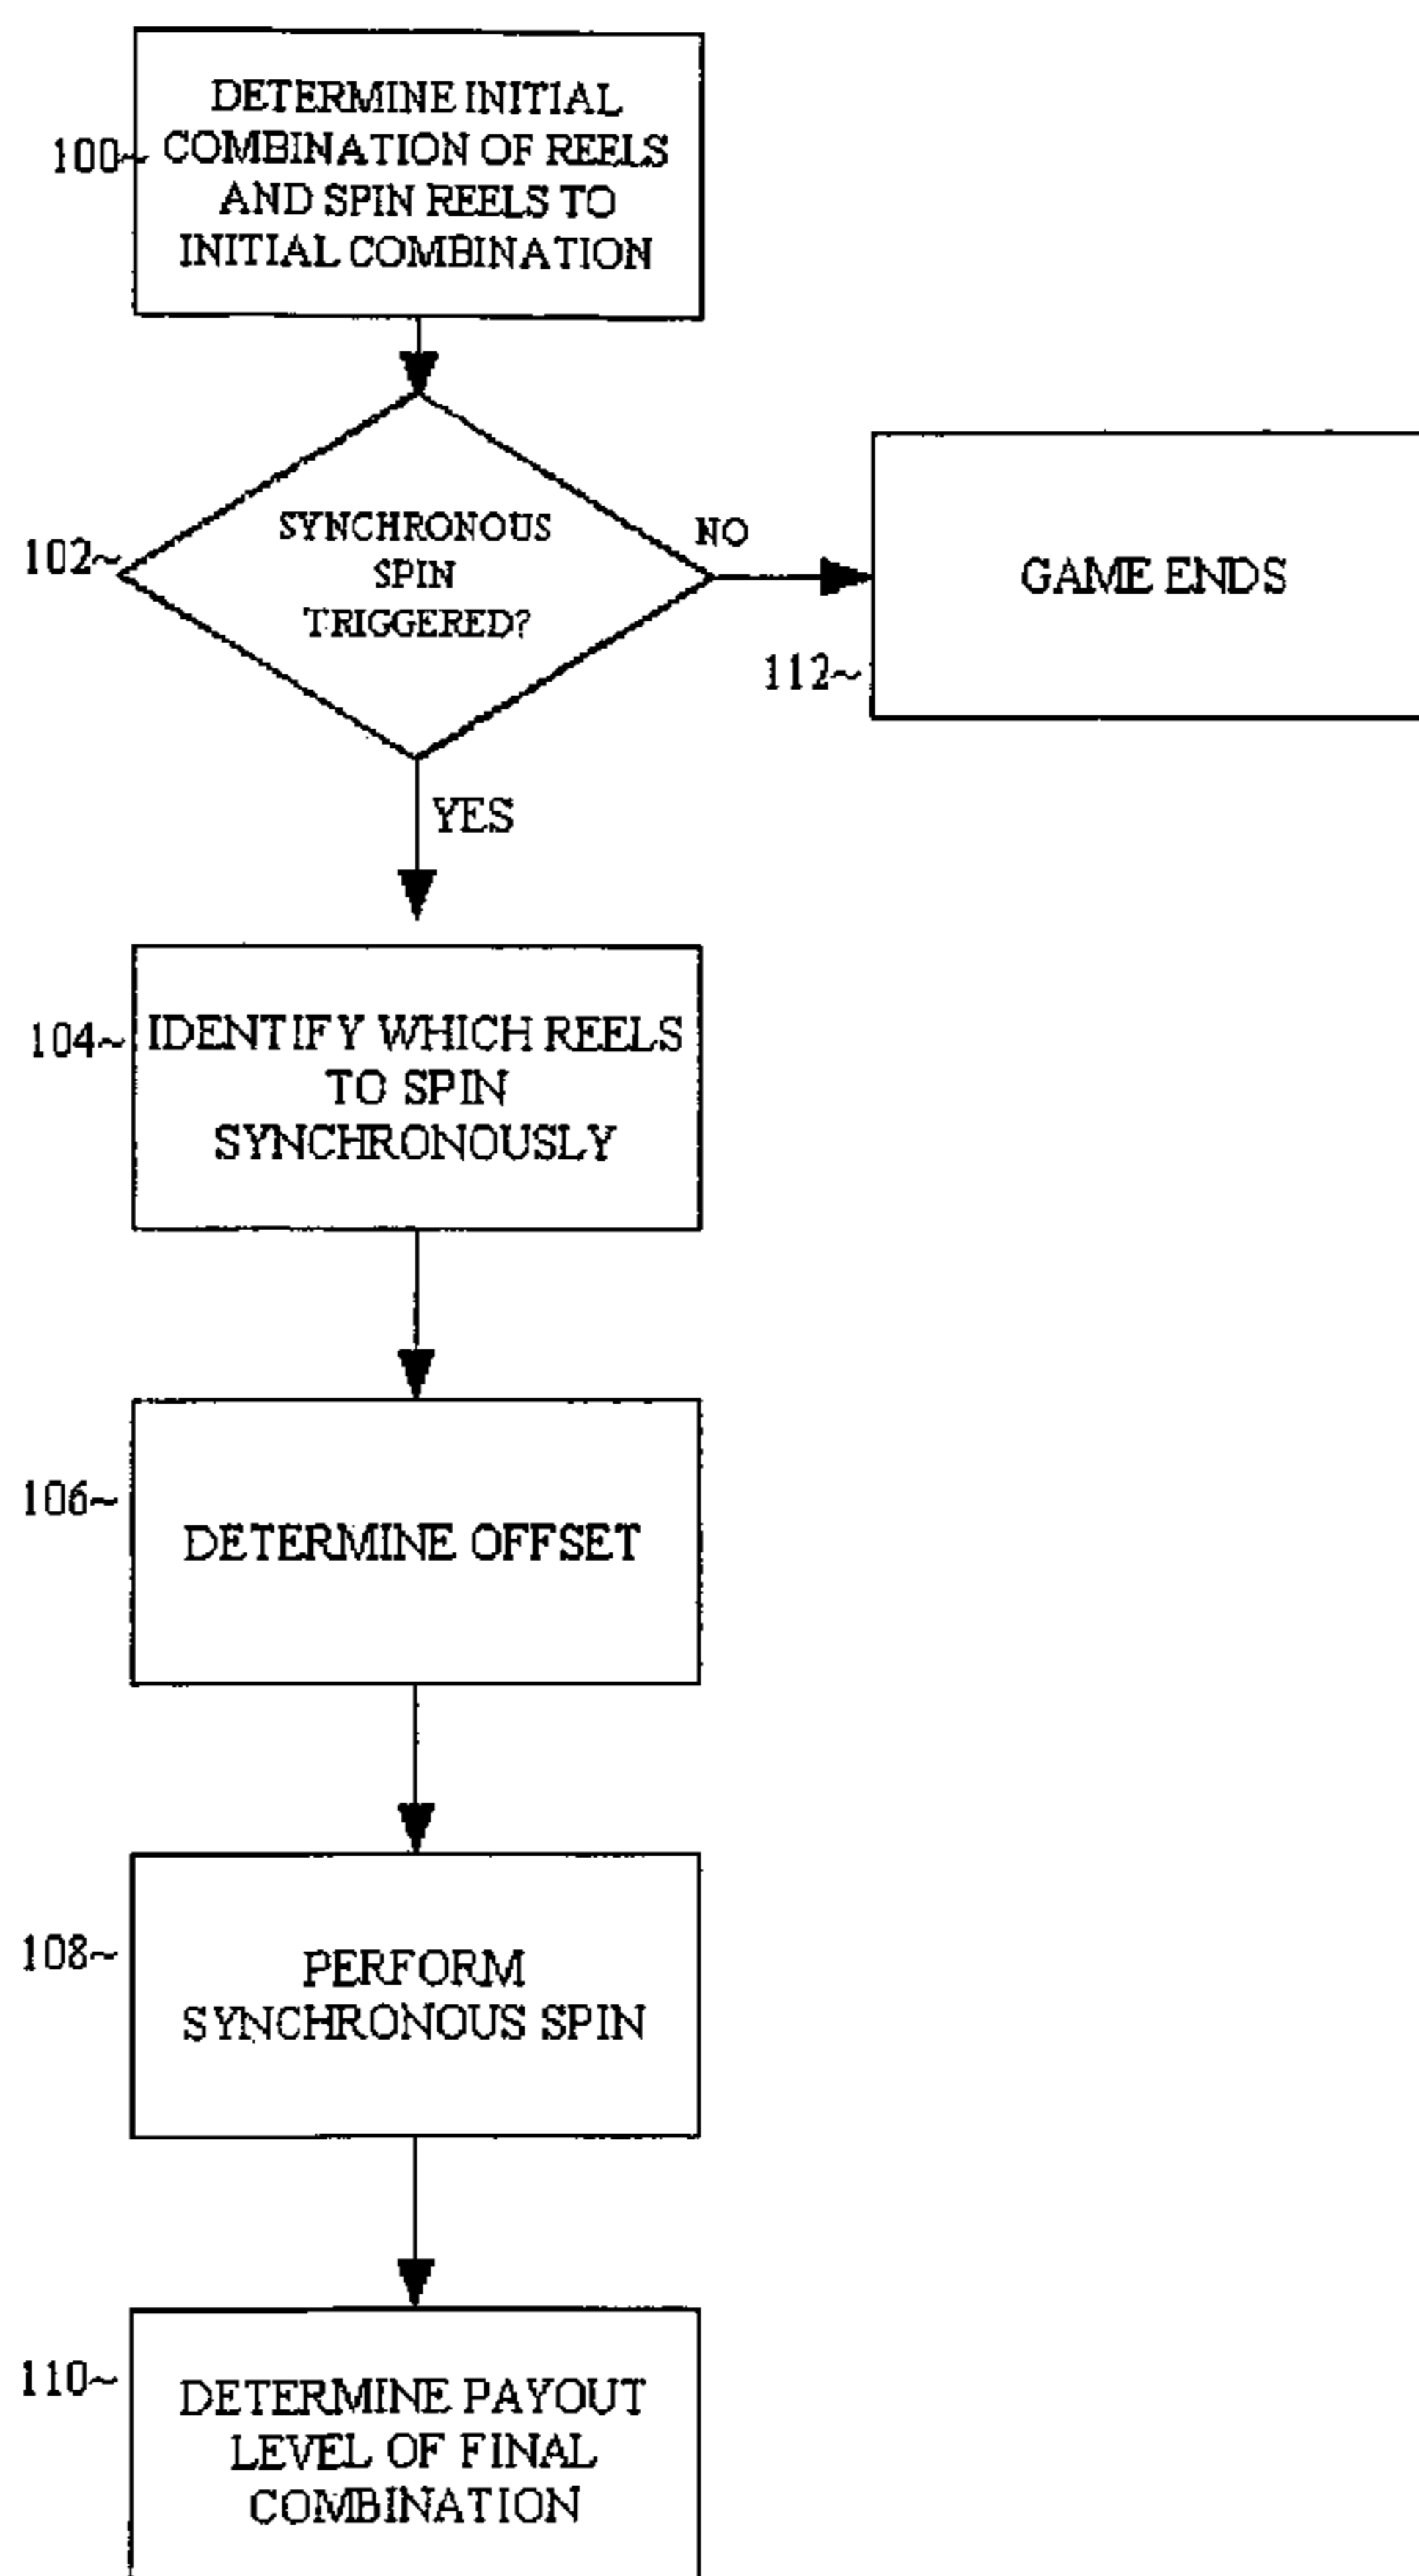 DETERMINE INITIAL
COMBINATION OF REELS
AND SPIN REELS TO
INITIAL COMBINATION
100~
SYNCHRONOUS
SPIN
TRIGGERED?
102~
NO
GAME ENDS
112~
YES
104~
IDENTIFY WHICH REELS
TO SPIN
SYNCHRONOUSLY
106~
DETERMINE OFFSET
108~
PERFORM
SYNCHRONOUS SPIN
110~
DETERMINE PAYOUT
LEVEL OF FINAL
COMBINATION